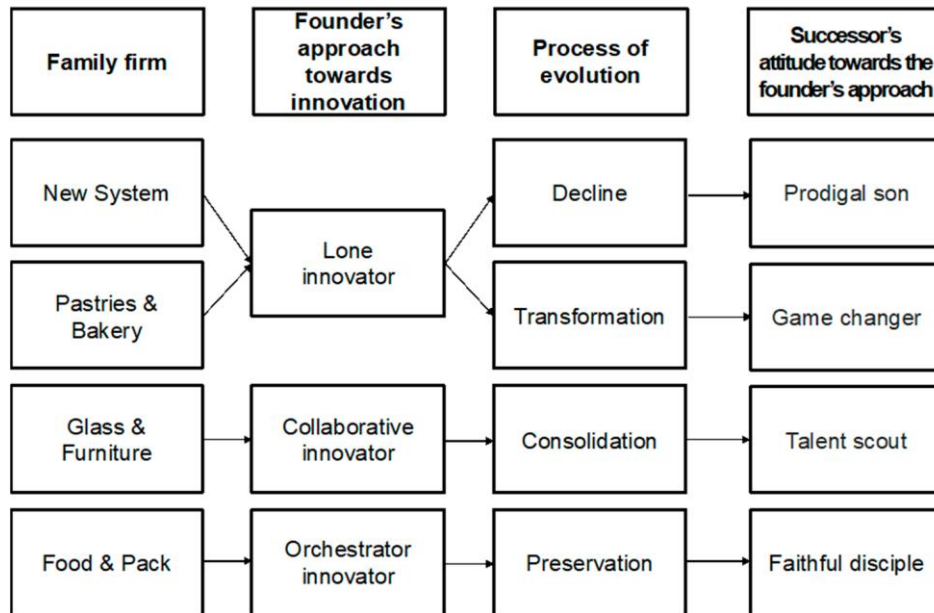 Family firm
Founder's
approach
towards
innovation
Process of
evolution
Successor's
attitude towards the
founder's approach
New System
Lone
innovator
Decline
Prodigal son
Pastries &
Bakery
Transformation
Game changer
Glass &
Furniture
Collaborative
innovator
Consolidation
Talent scout
Food & Pack
Orchestrator
innovator
Preservation
Faithful disciple